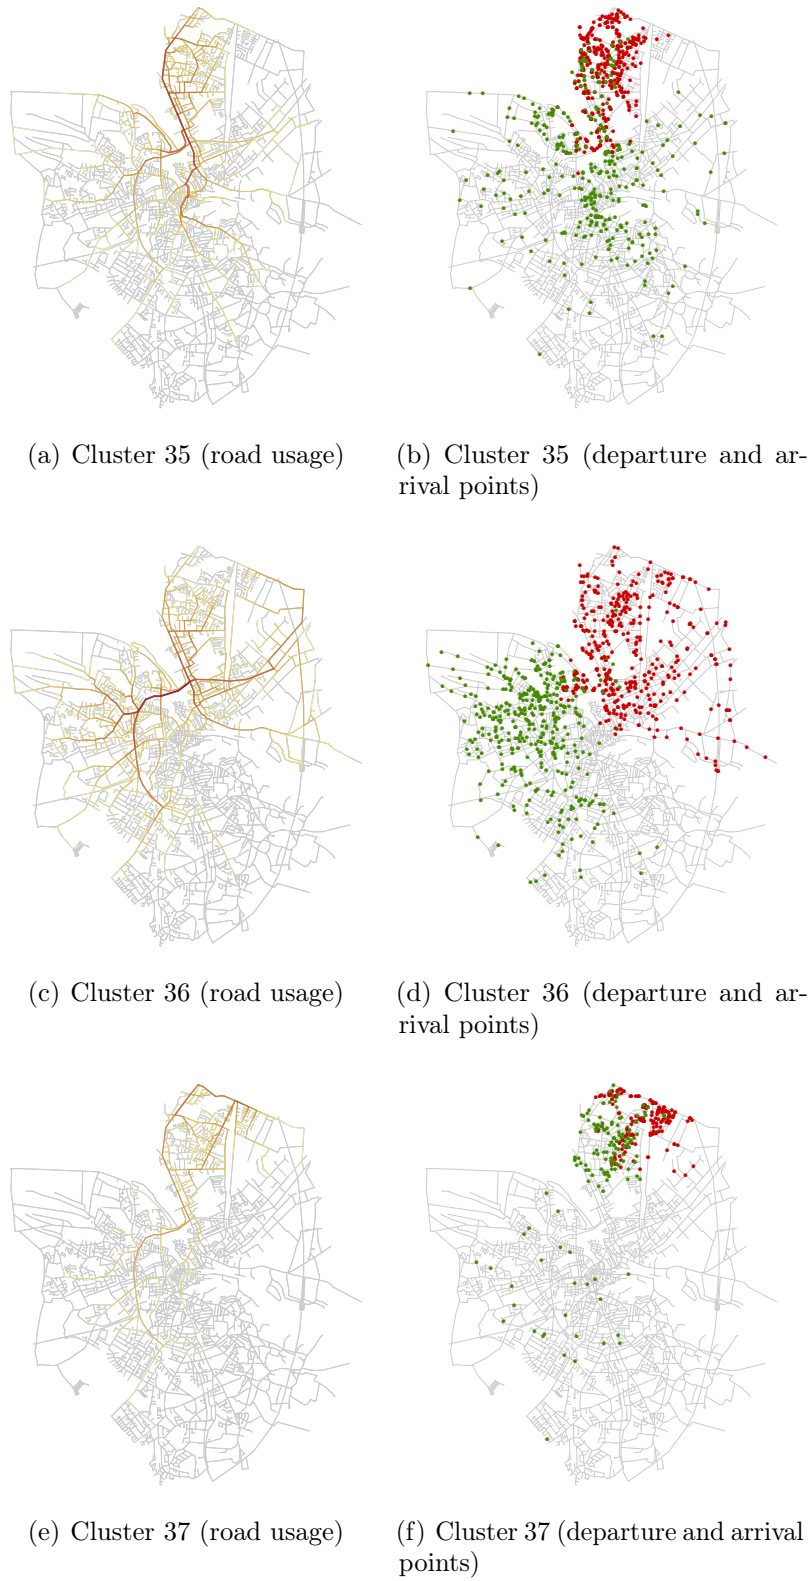 (a) Cluster 35 (road usage)
(b) Cluster 35 (departure and ar-
rival points)
(c) Cluster 36 (road usage)
(d) Cluster 36 (departure and ar-
rival points)
(e) Cluster 37 (road usage)
(f) Cluster 37 (departure and arrival
points)